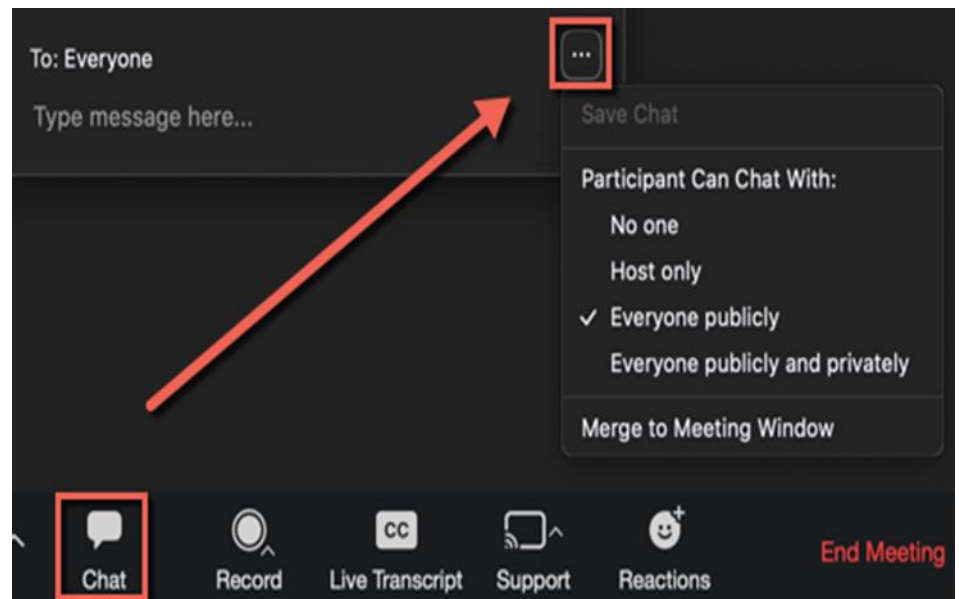 To: Everyone
...
Type message here...
Save Chat
Participant Can Chat With:
No one
Host only
✓ Everyone publicly
Everyone publicly and privately
Merge to Meeting Window
CC
Chat
Record
Live Transcript
Support
Reactions
End Meeting